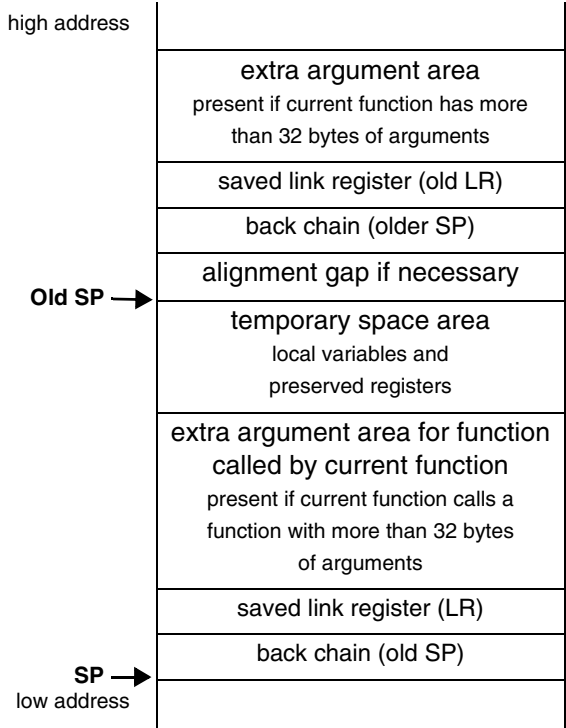 high address
extra argument area
present if current function has more
than 32 bytes of arguments
saved link register (old LR)
back chain (older SP)
alignment gap if necessary
Old SP
temporary space area
local variables and
preserved registers
extra argument area for function
called by current function
present if current function calls a
function with more than 32 bytes
of arguments
saved link register (LR)
back chain (old SP)
SP
low address